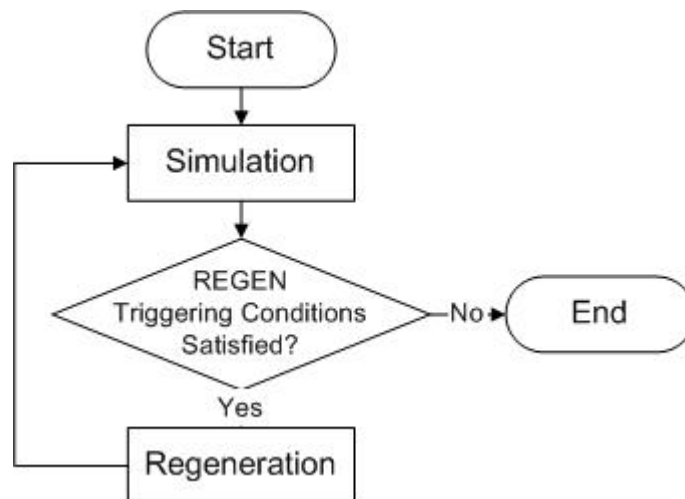 Start
Simulation
REGEN
Triggering Conditions
Satisfied?
No
End
Yes
Regeneration